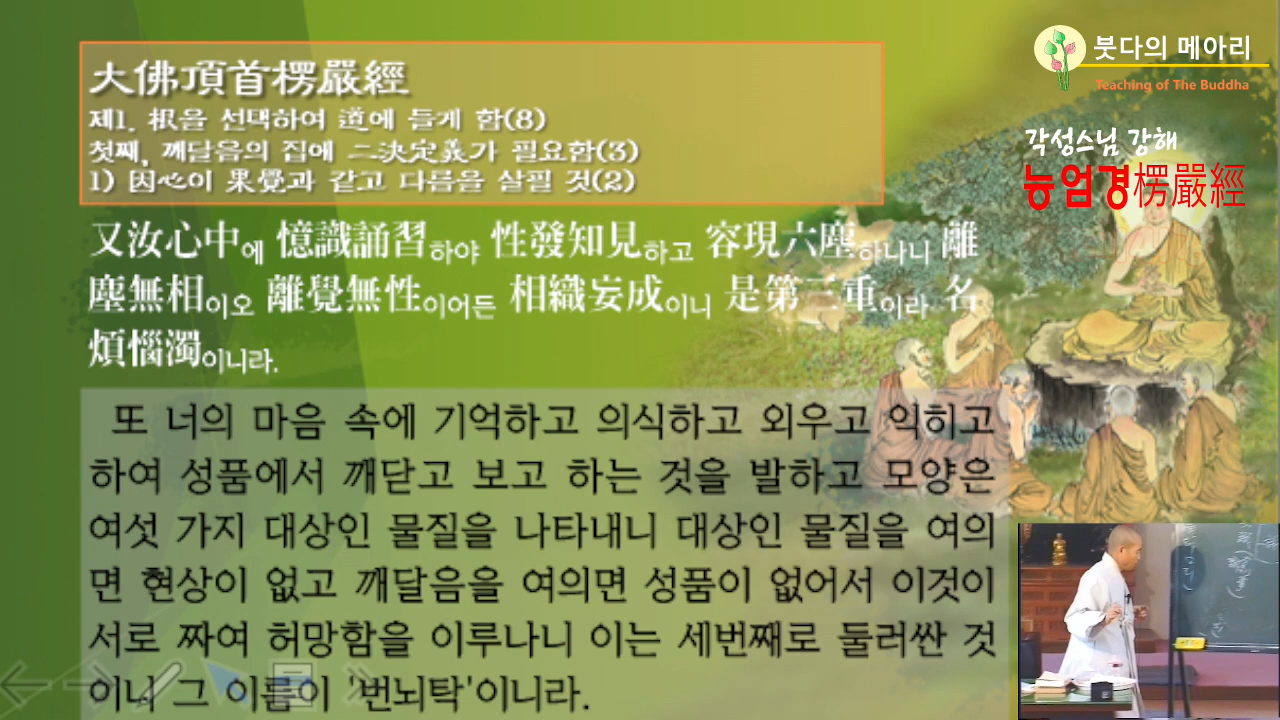 大佛頂首楞嚴經
제1. 根을 선택하여 道에 들게 함(8)
첫째, 깨달음의 집에 二決定義가 필요함(3)
1) 因心이 果覺과 같고 다름을 살필 것(2)
又汝心中에 憶識誦習하야 性發知見하고 容現六塵하나니 離
塵無相이오 離覺無性이어든 相織妄成이니 是第三重이라 名
煩惱濁이니라.
또 너의 마음 속에 기억하고 의식하고 외우고 익히고
하여 성품에서 깨닫고 보고 하는 것을 발하고 모양은
여섯 가지 대상인 물질을 나타내니 대상인 물질을 여의
면 현상이 없고 깨달음을 여의면 성품이 없어서 이것이
서로 짜여 허망함을 이루나니 이는 세번째로 둘러싼 것
이니 그 이름이 '번뇌탁'이니라.
붓다의 메아리
Teaching of The Buddha
각성스님 강해
능엄경楞嚴經